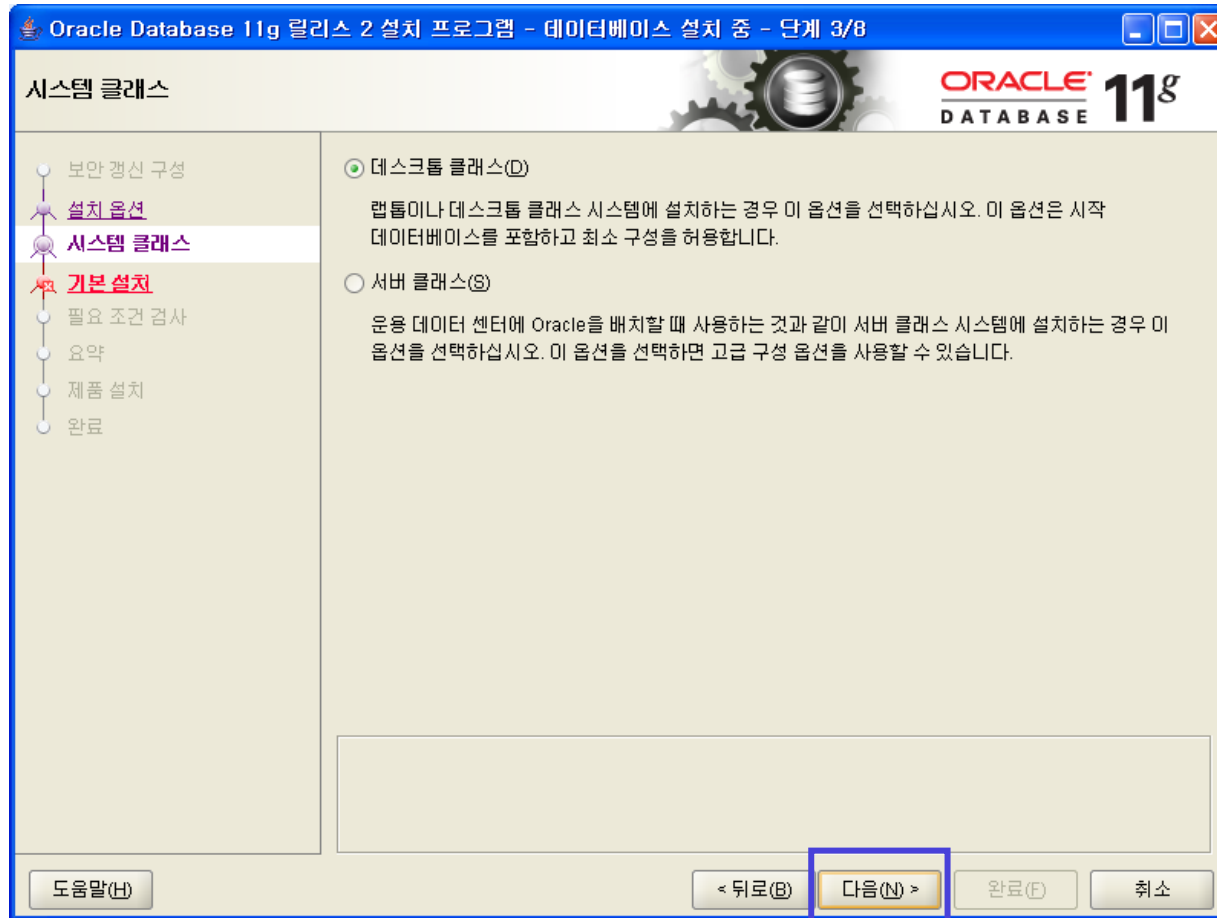 Oracle Database 11g 릴리스 2 설치 프로그램 - 데이터베이스 설치 중 - 단계 3/8
시스템 클래스
ORACLE
DATABASE 11g
보안 갱신 구성
설치 옵션
시스템 클래스
기본 설치
필요 조건 검사
요약
제품 설치
완료
데스크톱 클래스(D)
랩톱이나 데스크톱 클래스 시스템에 설치하는 경우 이 옵션을 선택하십시오. 이 옵션은 시작
데이터베이스를 포함하고 최소 구성을 허용합니다.
서버 클래스(S)
운용 데이터 센터에 Oracle을 배치할 때 사용하는 것과 같이 서버 클래스 시스템에 설치하는 경우 이
옵션을 선택하십시오. 이 옵션을 선택하면 고급 구성 옵션을 사용할 수 있습니다.
도움말(H)
< 뒤로(B)
다음(N) >
완료(F)
취소